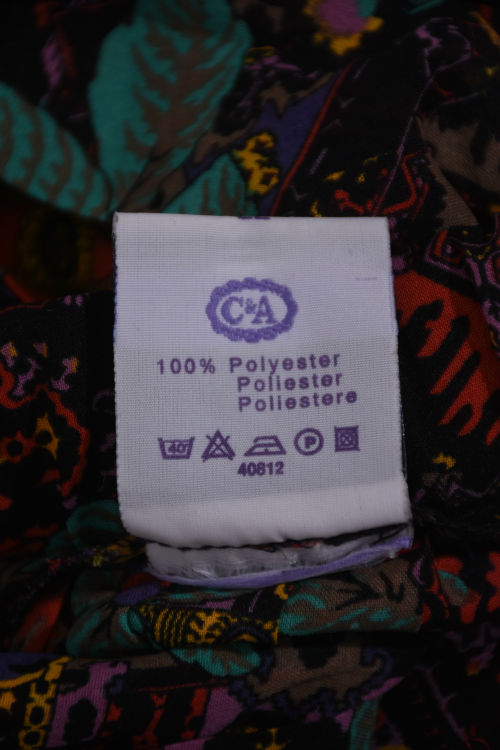 C&A
100% Polyester
Poliester
Poliestere
40° P
40812